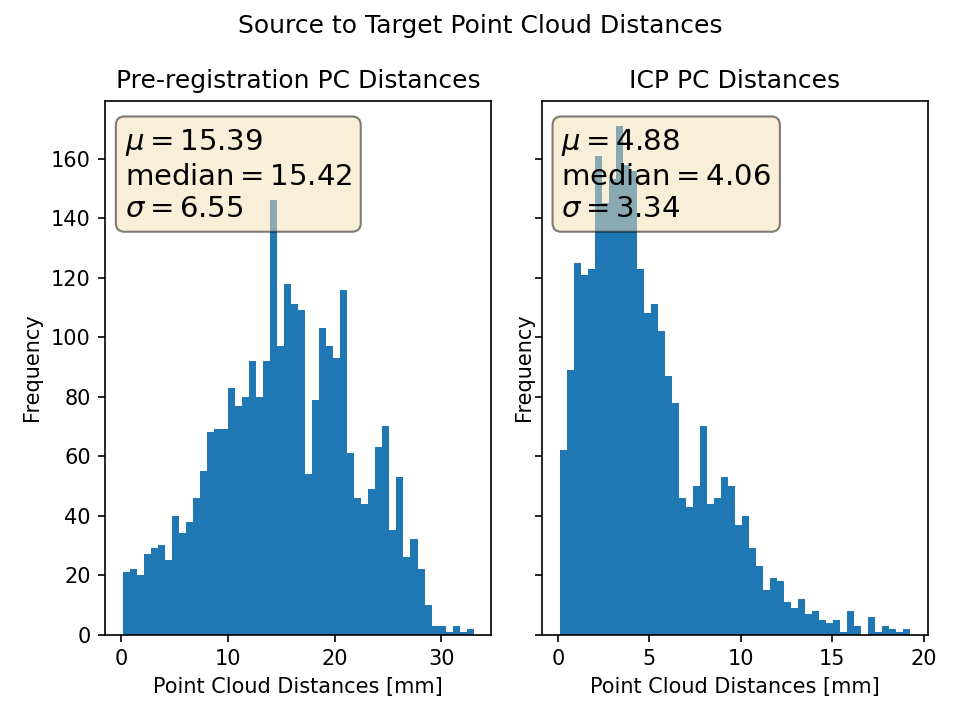 Source to Target Point Cloud Distances
Pre-registration PC Distances
μ = 15.39
median = 15.42
σ = 6.55
160
140
120
100
80
60
40
20
0
Frequency
0 10 20 30
Point Cloud Distances [mm]
ICP PC Distances
μ = 4.88
median = 4.06
σ = 3.34
Frequency
0 5 10 15 20
Point Cloud Distances [mm]